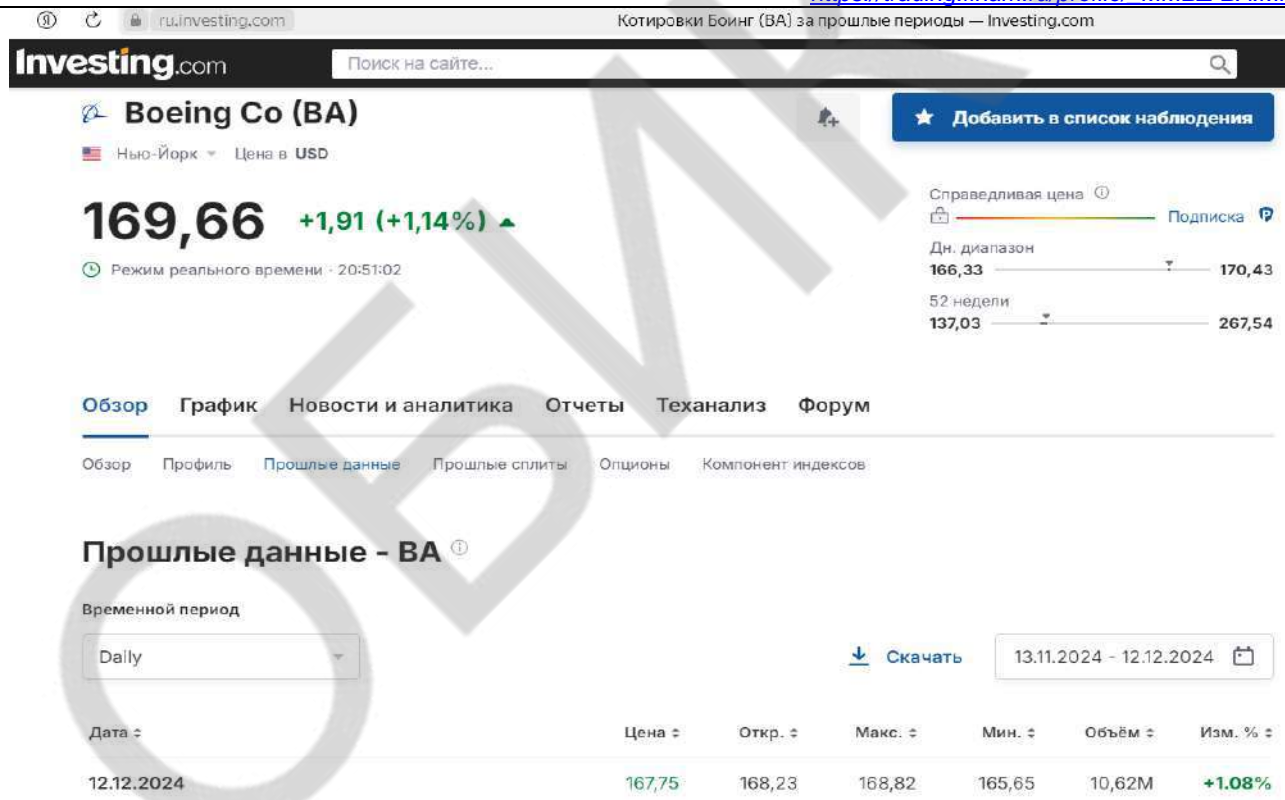 ru.investing.com Котировки Боинг (BA) за прошлые периоды — Investing.com
Investing.com Поиск на сайте...
Boeing Co (BA)
Добавить в список наблюдения
Нью-Йорк Цена в USD
169,66 +1,91 (+1,14%)
Режим реального времени · 20:51:02
Справедливая цена
Подписка
Дн. диапазон
166,33 170,43
52 недели
137,03 267,54
Обзор График Новости и аналитика Отчеты Теханализ Форум
Обзор Профиль Прошлые данные Прошлые сплиты Опционы Компонент индексов
Прошлые данные - BA
Временной период
Daily
Скачать 13.11.2024 - 12.12.2024
Дата Цена Откр. Макс. Мин. Объём Изм. %
12.12.2024 167,75 168,23 168,82 165,65 10,62M +1.08%
ОБИК